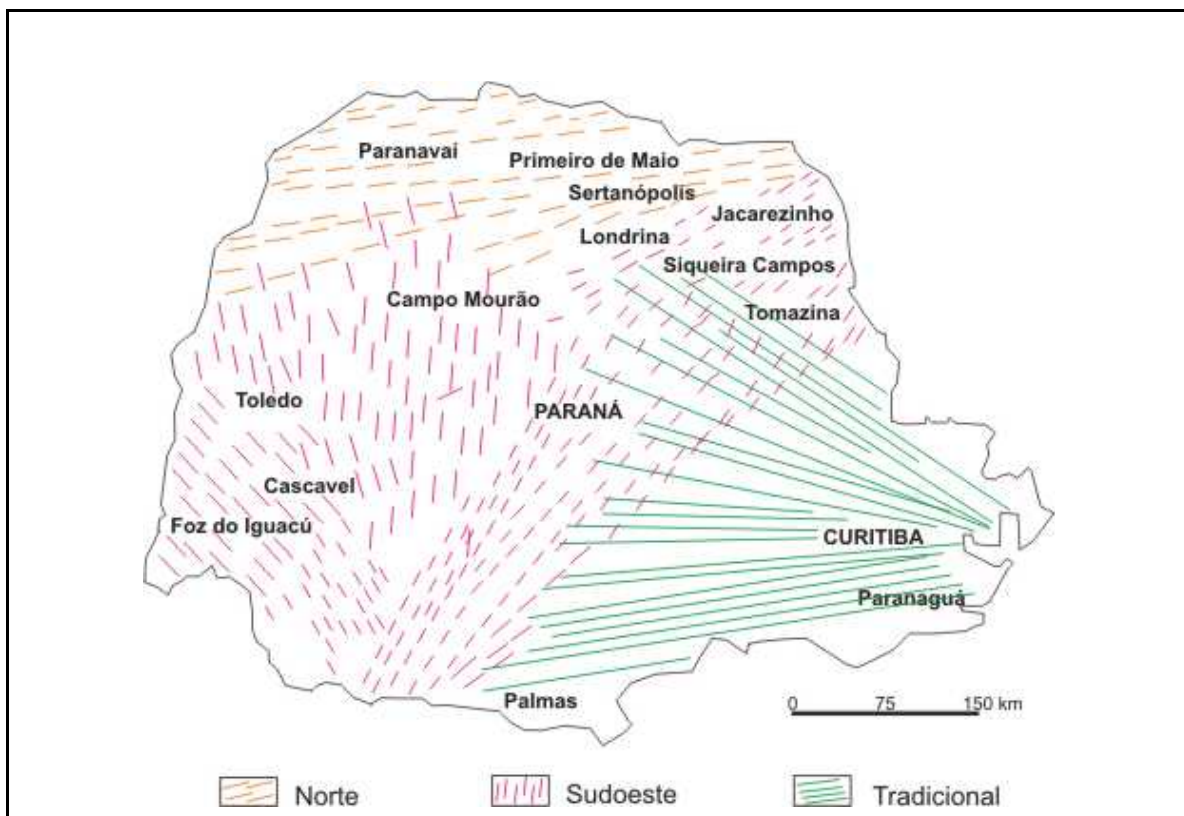 Paranavaí
Primeiro de Maio
Sertanópolis
Jacarezinho
Londrina
Siqueira Campos
Campo Mourão
Tomazina
Toledo
PARANÁ
Cascavel
Foz do Iguacú
CURITIBA
Paranaguá
Palmas
0 75 150 km
Norte Sudoeste Tradicional